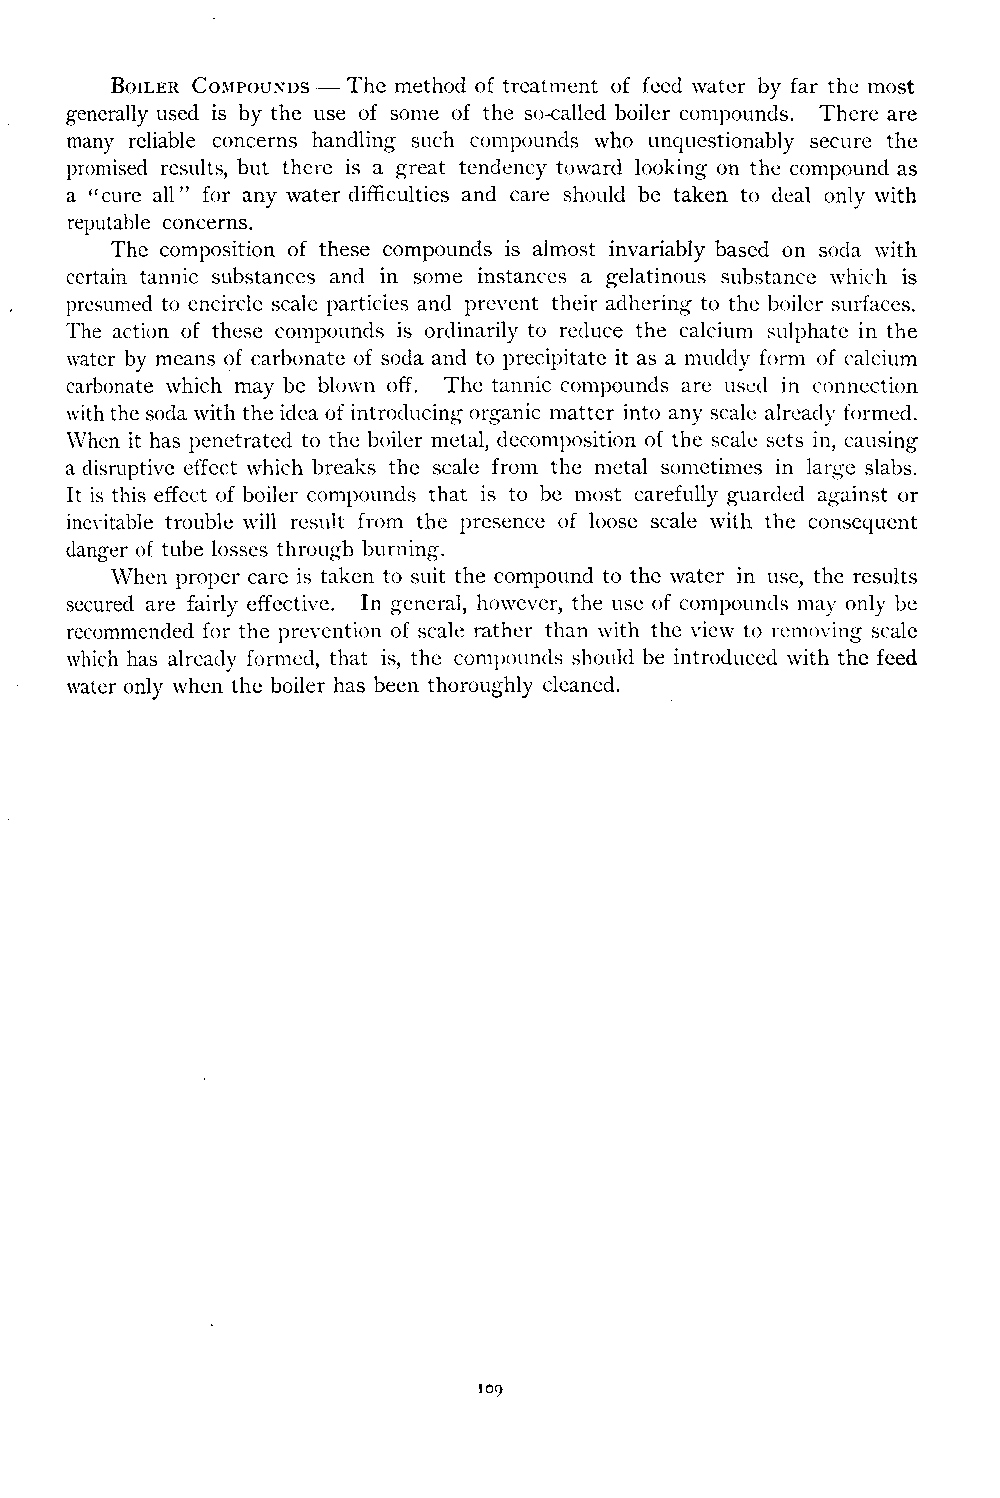 BOILER COMPOUNDS — The method of treatment of feed water by far the most
generally used is by the use of some of the so-called boiler compounds. There are
many reliable concerns handling such compounds who unquestionably secure the
promised results, but there is a great tendency toward looking on the compound as
a "cure all" for any water difficulties and care should be taken to deal only with
reputable concerns.
The composition of these compounds is almost invariably based on soda with
certain tannic substances and in some instances a gelatinous substance which is
presumed to encircle scale particles and prevent their adhering to the boiler surfaces.
The action of these compounds is ordinarily to reduce the calcium sulphate in the
water by means of carbonate of soda and to precipitate it as a muddy form of calcium
carbonate which may be blown off. The tannic compounds are used in connection
with the soda with the idea of introducing organic matter into any scale already formed.
When it has penetrated to the boiler metal, decomposition of the scale sets in, causing
a disruptive effect which breaks the scale from the metal sometimes in large slabs.
It is this effect of boiler compounds that is to be most carefully guarded against or
inevitable trouble will result from the presence of loose scale with the consequent
danger of tube losses through burning.
When proper care is taken to suit the compound to the water in use, the results
secured are fairly effective. In general, however, the use of compounds may only be
recommended for the prevention of scale rather than with the view to removing scale
which has already formed, that is, the compounds should be introduced with the feed
water only when the boiler has been thoroughly cleaned.
109